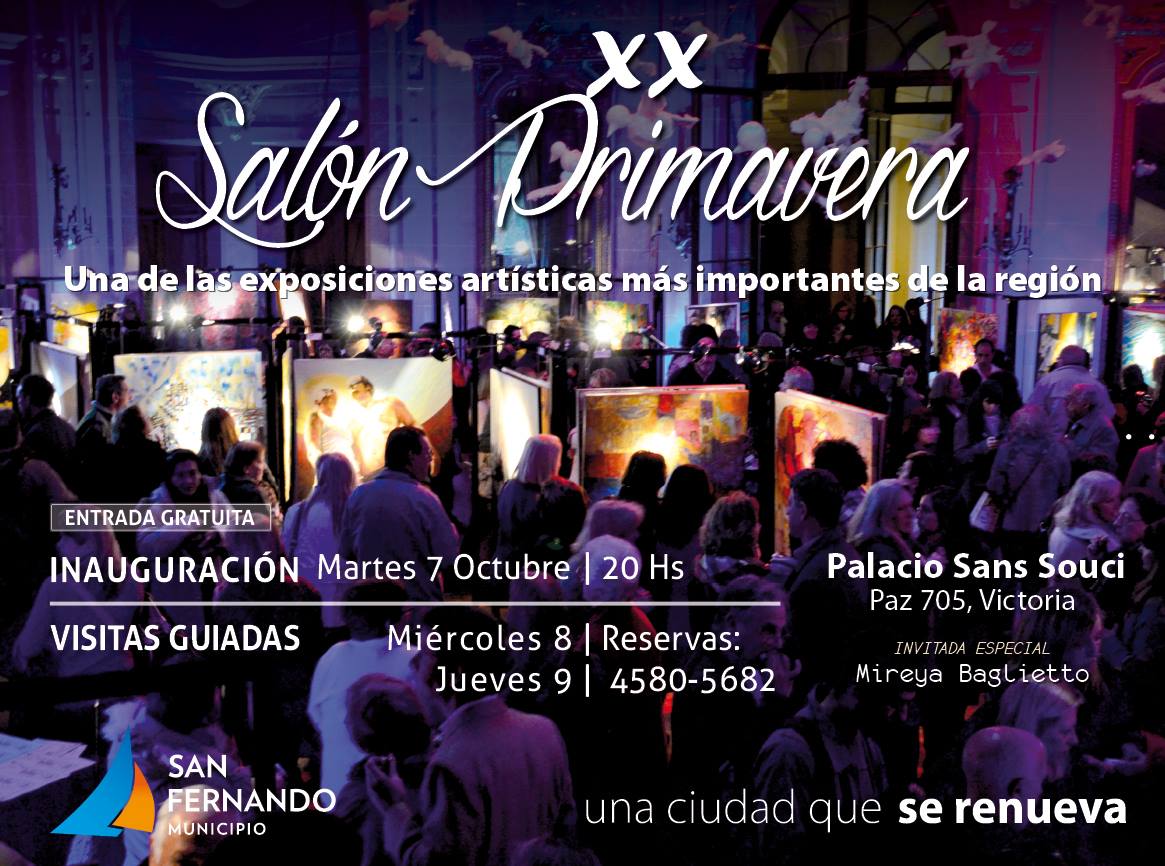 XX
Salón Primavera
Una de las exposiciones artísticas más importantes de la región
ENTRADA GRATUITA
INAUGURACIÓN Martes 7 Octubre | 20 Hs
VISITAS GUIADAS Miércoles 8 | Reservas:
Jueves 9 | 4580-5682
Palacio Sans Souci
Paz 705, Victoria
INVITADA ESPECIAL
Mireya Baglietto
SAN
FERNANDO
MUNICIPIO
una ciudad que se renueva